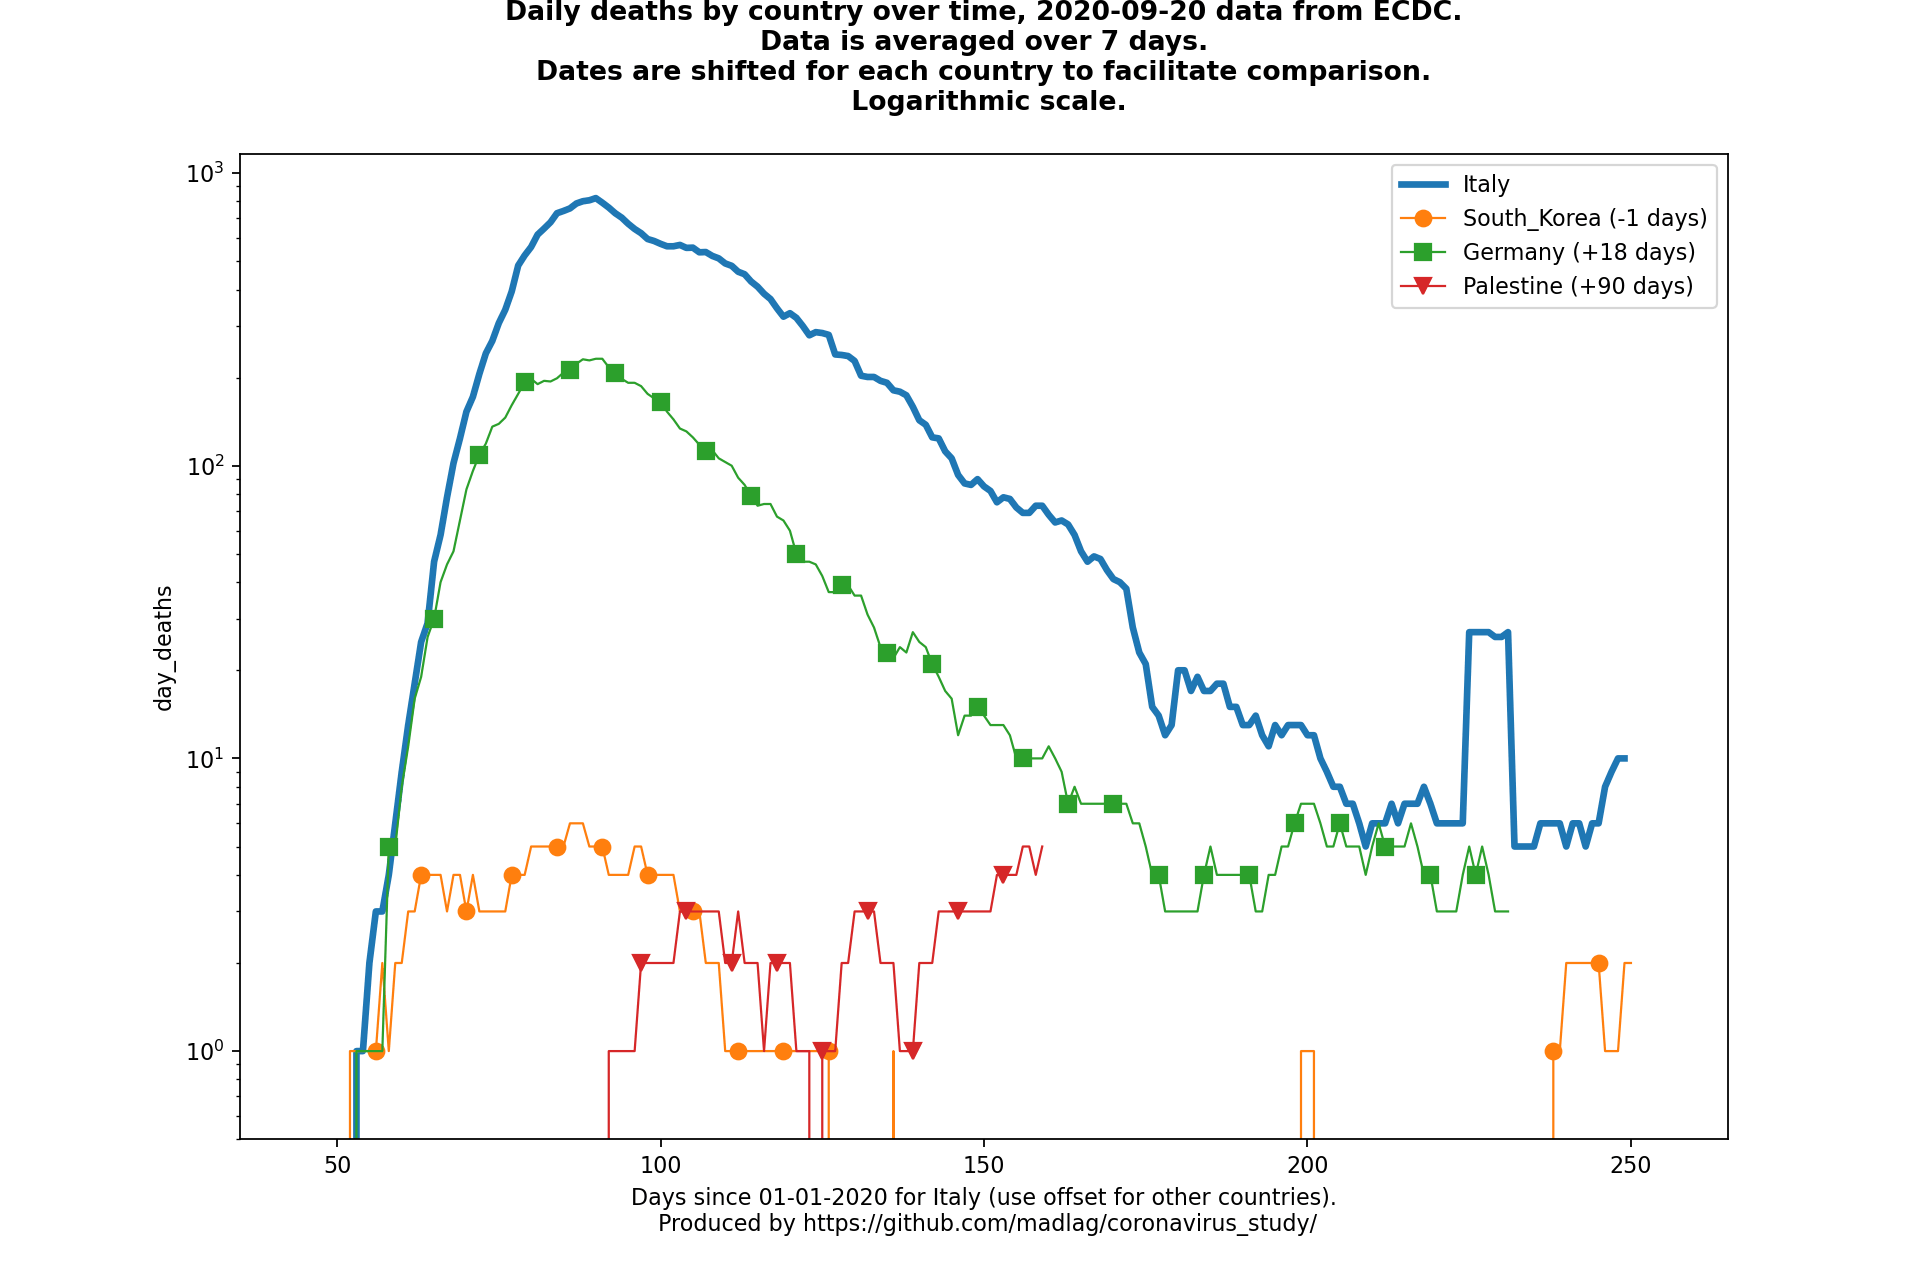 Daily deaths by country over time, 2020-09-20 data from ECDC.
Data is averaged over 7 days.
Dates are shifted for each country to facilitate comparison.
Logarithmic scale.
10³
10²
10¹
10⁰
day_deaths
Italy
South_Korea (-1 days)
Germany (+18 days)
Palestine (+90 days)
50 100 150 200 250
Days since 01-01-2020 for Italy (use offset for other countries).
Produced by https://github.com/madlag/coronavirus_study/